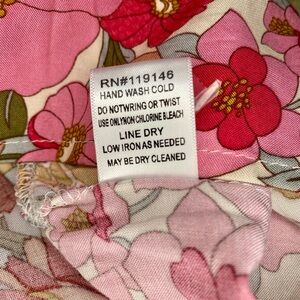 RN#119146
HAND WASH COLD
DO NOTWRING OR TWIST
USE ONLYNON CHLORINE BLEACH
LINE DRY
LOW IRON AS NEEDED
MAY BE DRY CLEANED